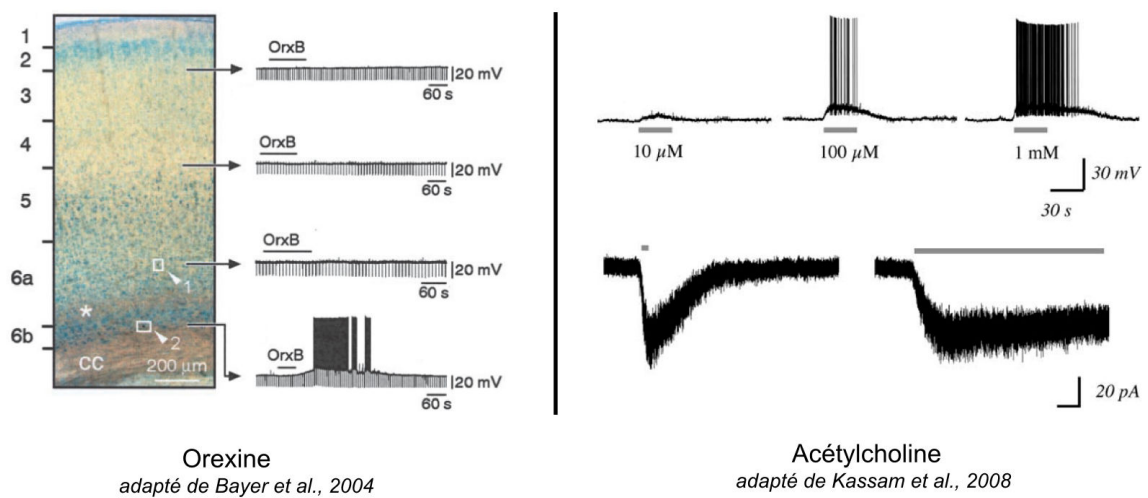 1
2
3
4
5
6a
6b
*
1
2
CC
200 µm
OrxB
20 mV
60 s
OrxB
20 mV
60 s
OrxB
20 mV
60 s
OrxB
20 mV
60 s
Orexine
adapté de Bayer et al., 2004
10 µM
100 µM
1 mM
30 mV
30 s
20 pA
Acétylcholine
adapté de Kassam et al., 2008